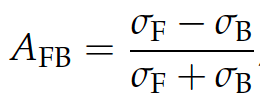 A_FB = (σ_F − σ_B) / (σ_F + σ_B)